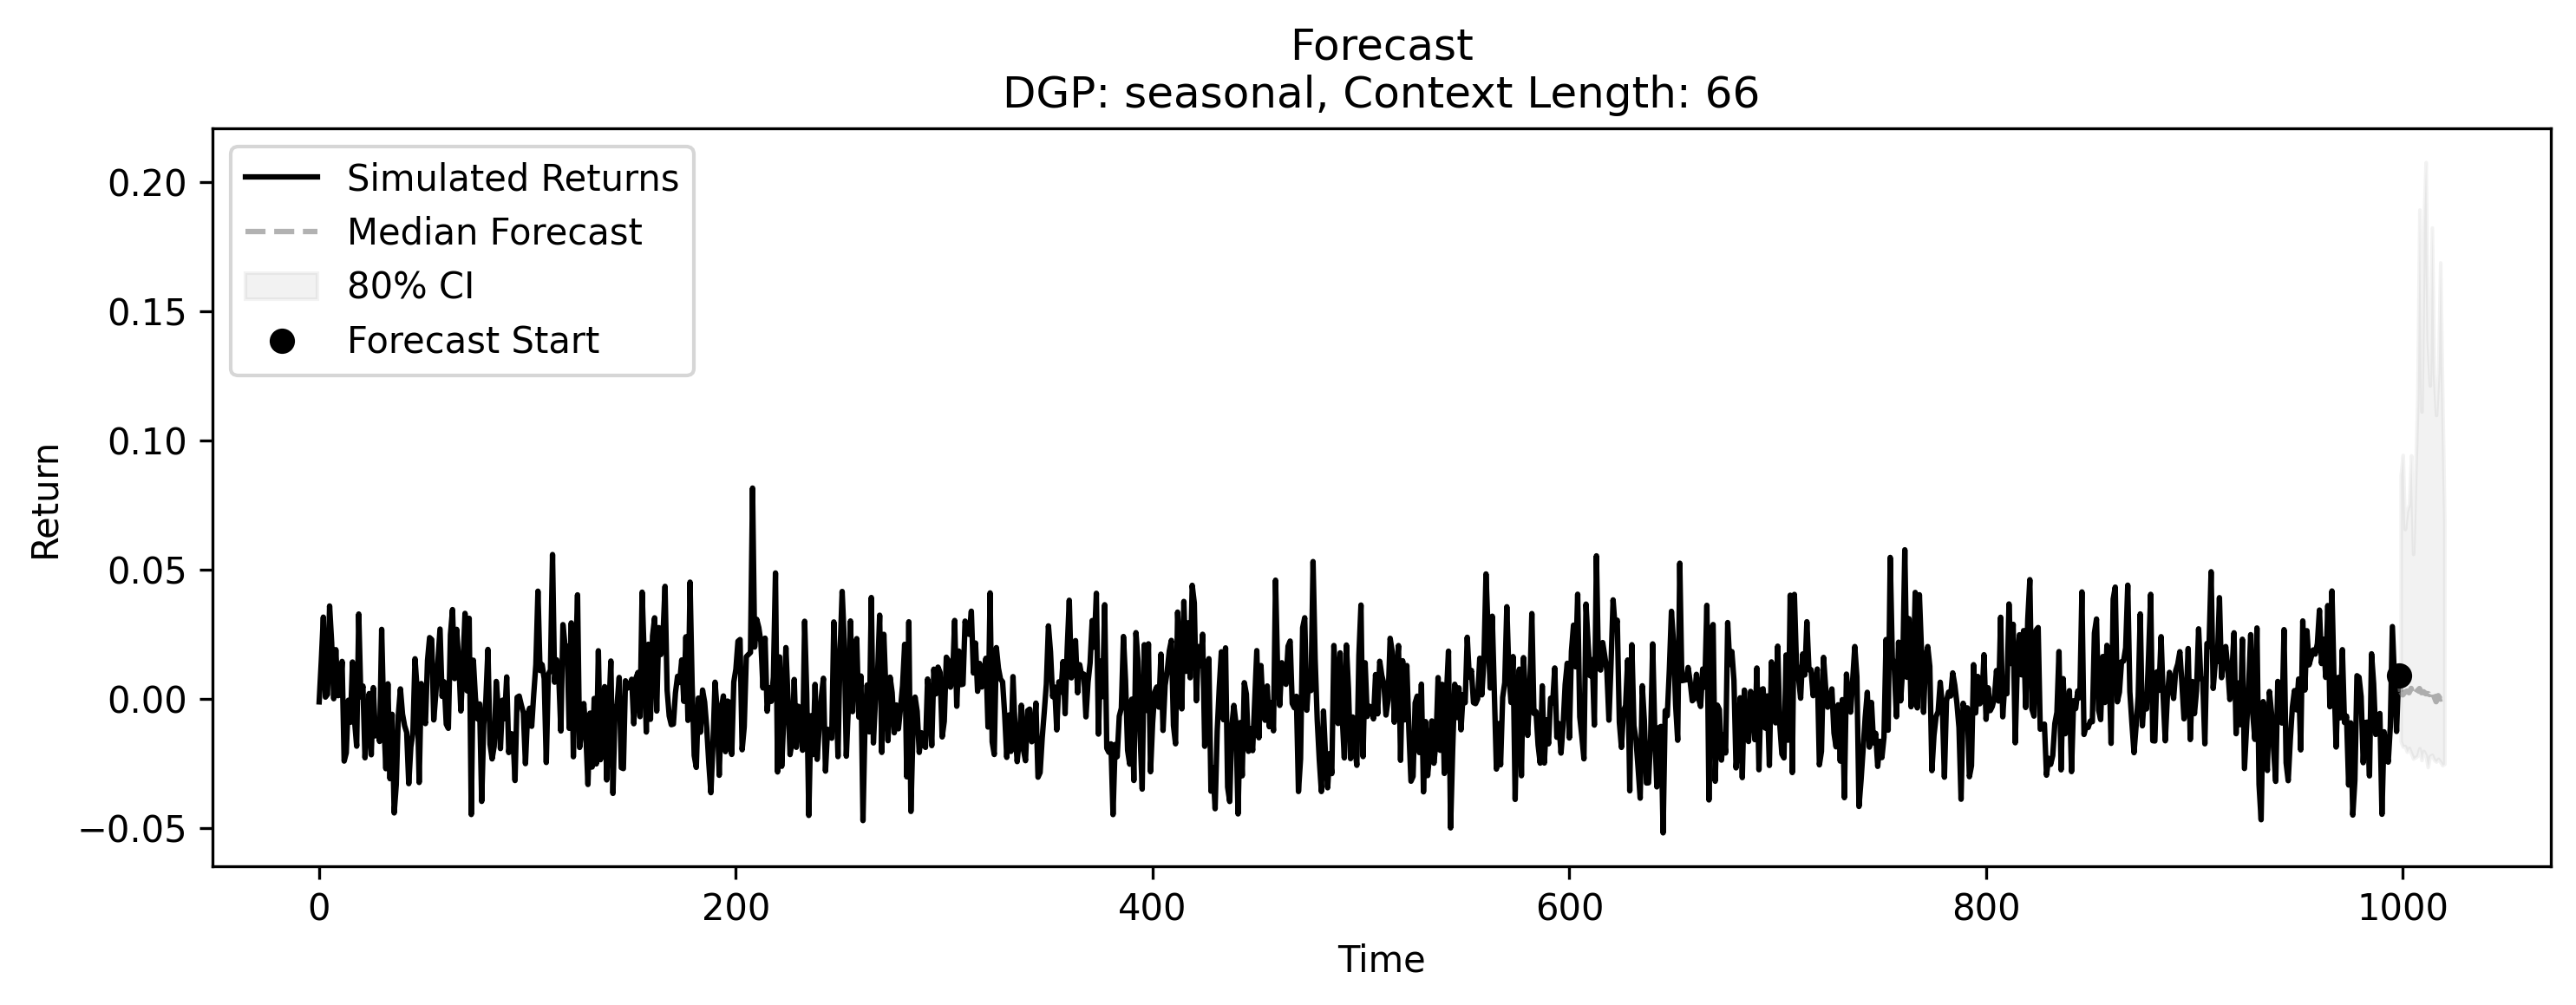 Forecast
DGP: seasonal, Context Length: 66
Simulated Returns
Median Forecast
80% CI
Forecast Start
0.20
0.15
0.10
0.05
0.00
−0.05
Return
0 200 400 600 800 1000
Time